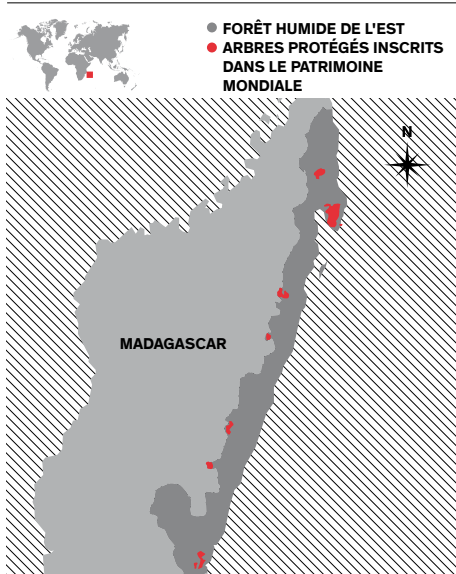 FORÊT HUMIDE DE L'EST
ARBRES PROTÉGÉS INSCRITS
DANS LE PATRIMOINE
MONDIALE
N
MADAGASCAR